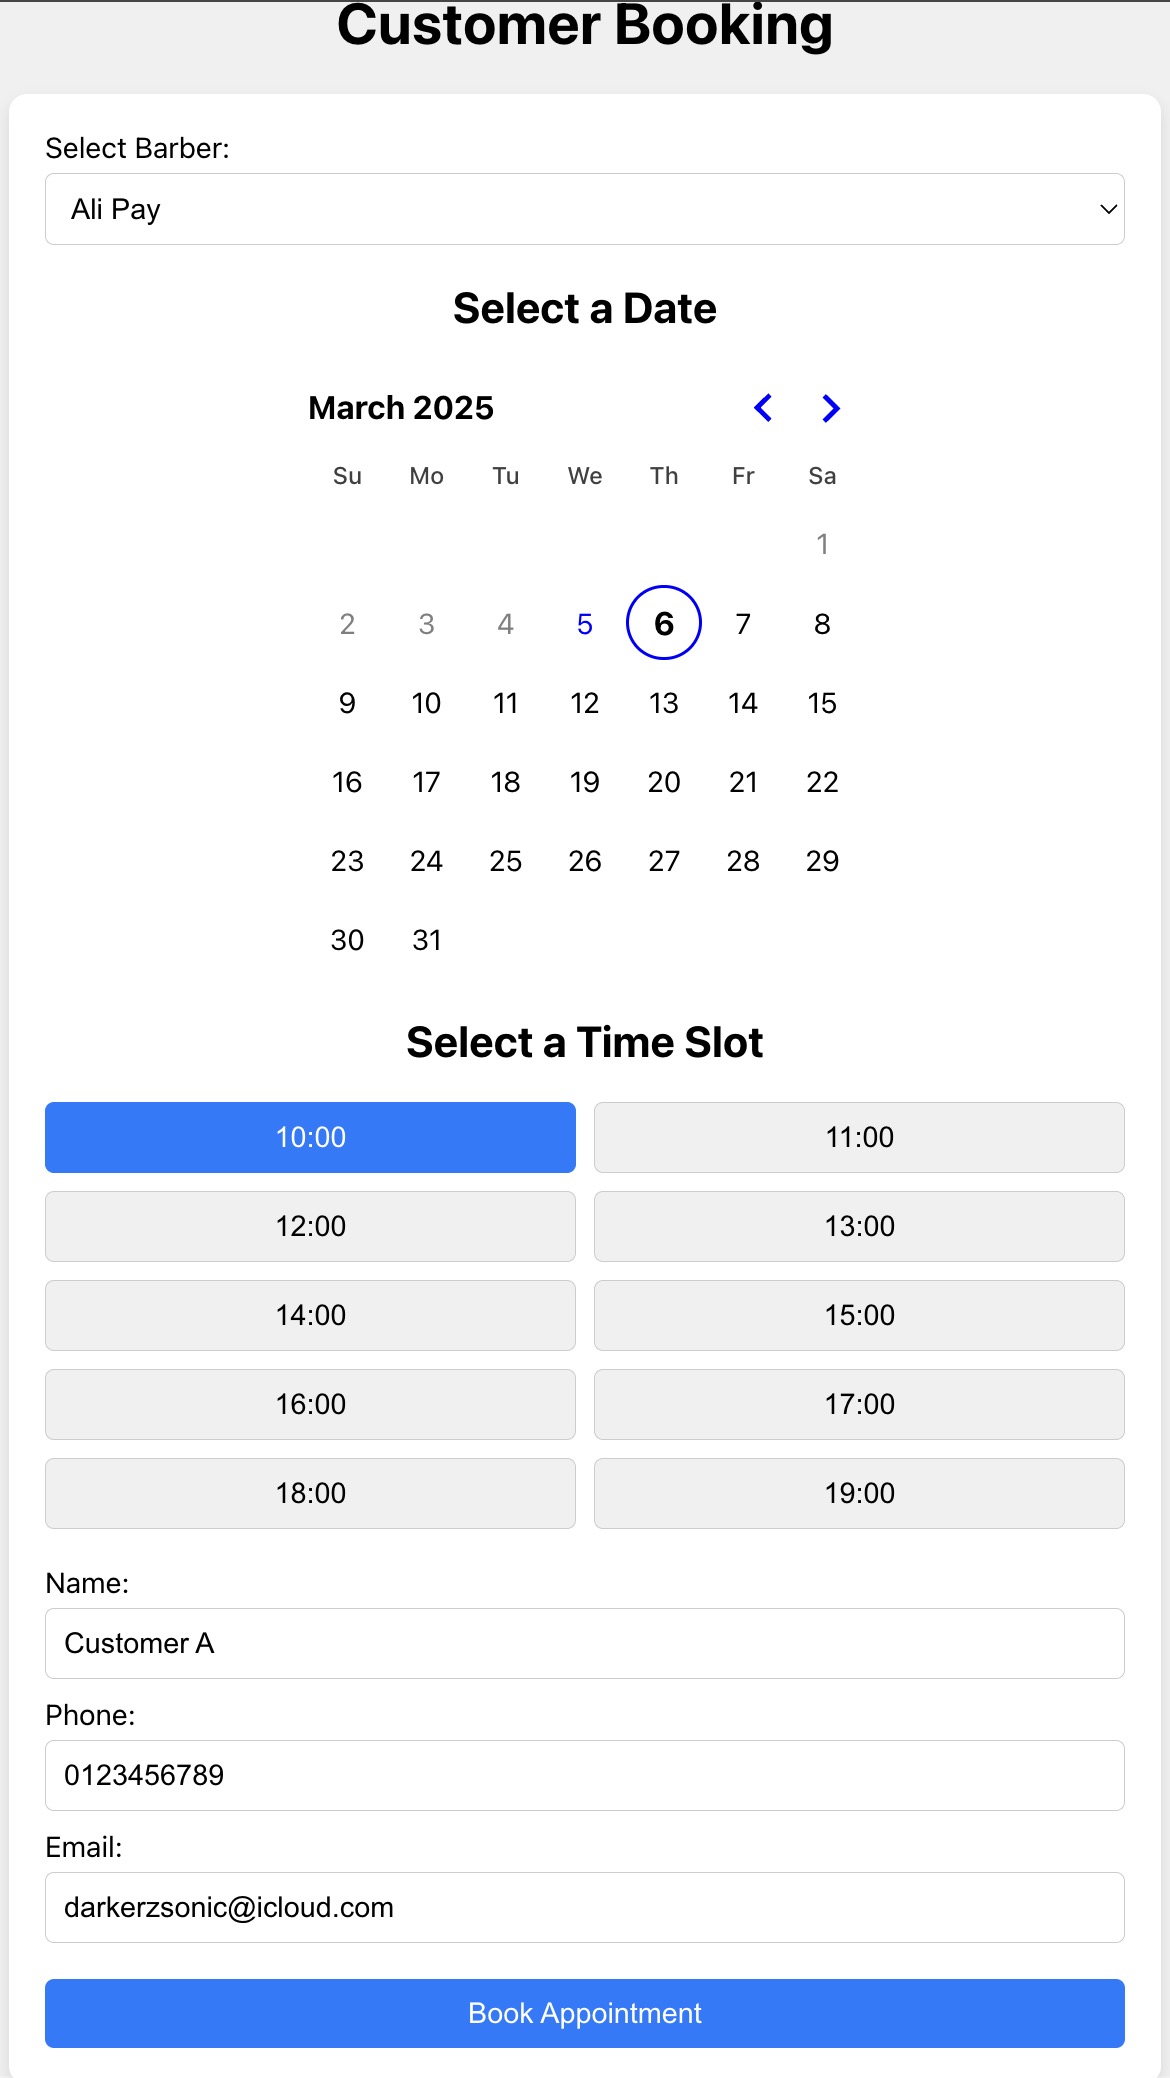 Customer Booking
Select Barber:
Ali Pay
Select a Date
March 2025
Su Mo Tu We Th Fr Sa
1
2 3 4 5 6 7 8
9 10 11 12 13 14 15
16 17 18 19 20 21 22
23 24 25 26 27 28 29
30 31
Select a Time Slot
10:00 11:00
12:00 13:00
14:00 15:00
16:00 17:00
18:00 19:00
Name:
Customer A
Phone:
0123456789
Email:
darkerzsonic@icloud.com
Book Appointment